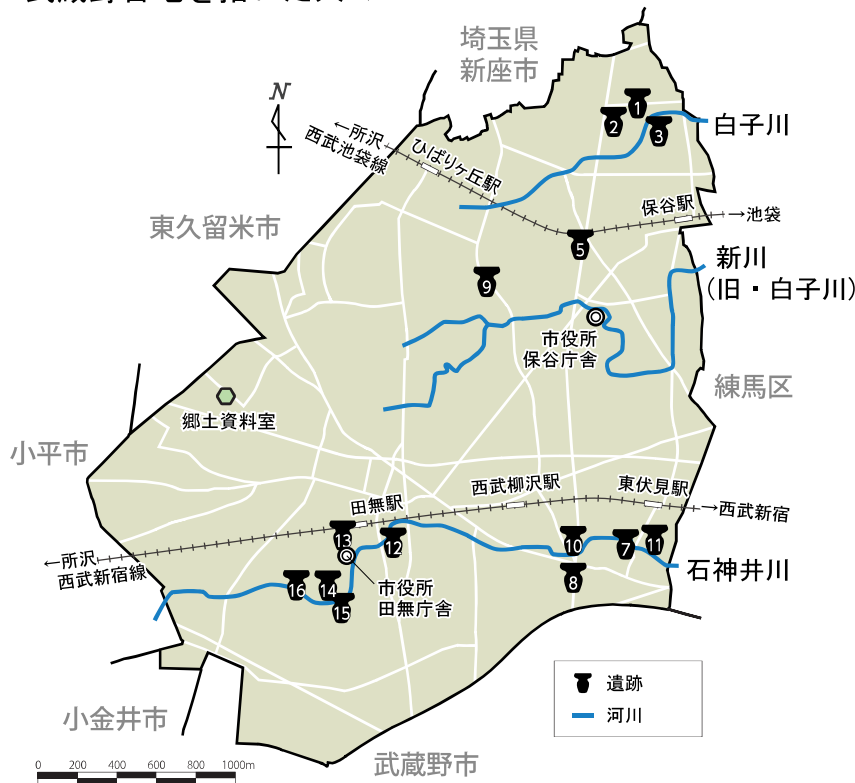 埼玉県
新座市
N
1
2
3
白子川
←所沢
西武池袋線
ひばりヶ丘駅
保谷駅
→池袋
東久留米市
5
9
新川
(旧・白子川)
市役所
保谷庁舎
練馬区
郷土資料室
小平市
西武柳沢駅
東伏見駅
田無駅
→西武新宿
13
12
10
7
11
←所沢
西武新宿線
石神井川
8
市役所
田無庁舎
16
14
15
遺跡
河川
小金井市
武蔵野市
0 200 400 600 800 1000m